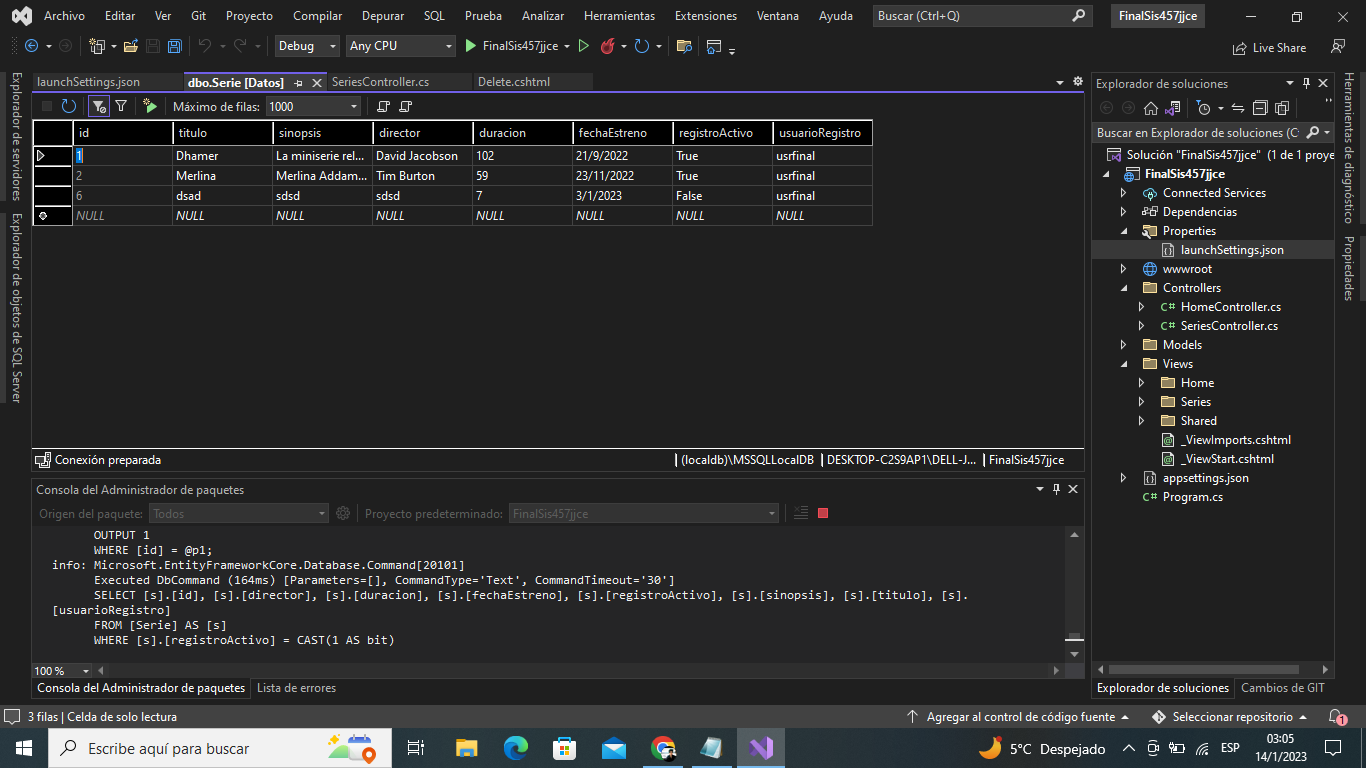 Archivo Editar Ver Git Proyecto Compilar Depurar SQL Prueba Analizar Herramientas Extensiones Ventana Ayuda Buscar (Ctrl+Q) FinalSis457jjce
Debug Any CPU FinalSis457jjce Live Share
launchSettings.json dbo.Serie [Datos] SeriesController.cs Delete.cshtml
Máximo de filas: 1000
id titulo sinopsis director duracion fechaEstreno registroActivo usuarioRegistro
1 Dhamer La miniserie rel... David Jacobson 102 21/9/2022 True usrfinal
2 Merlina Merlina Addam... Tim Burton 59 23/11/2022 True usrfinal
6 dsad sdsd sdsd 7 3/1/2023 False usrfinal
NULL NULL NULL NULL NULL NULL NULL NULL
Conexión preparada (localdb)\MSSQLLocalDB DESKTOP-C2S9AP1\DELL-J... FinalSis457jjce
Consola del Administrador de paquetes
Origen del paquete: Todos Proyecto predeterminado: FinalSis457jjce
OUTPUT 1
WHERE [id] = @p1;
info: Microsoft.EntityFrameworkCore.Database.Command[20101]
Executed DbCommand (164ms) [Parameters=[], CommandType='Text', CommandTimeout='30']
SELECT [s].[id], [s].[director], [s].[duracion], [s].[fechaEstreno], [s].[registroActivo], [s].[sinopsis], [s].[titulo], [s].
[usuarioRegistro]
FROM [Serie] AS [s]
WHERE [s].[registroActivo] = CAST(1 AS bit)
100 %
Consola del Administrador de paquetes Lista de errores
Explorador de servidores
Explorador de objetos de SQL Server
Explorador de soluciones
Buscar en Explorador de soluciones (C
Solución "FinalSis457jjce" (1 de 1 proye
FinalSis457jjce
Connected Services
Dependencias
Properties
launchSettings.json
wwwroot
Controllers
C# HomeController.cs
C# SeriesController.cs
Models
Views
Home
Series
Shared
_ViewImports.cshtml
_ViewStart.cshtml
appsettings.json
C# Program.cs
Explorador de soluciones Cambios de GIT
Herramientas de diagnóstico
Propiedades
3 filas | Celda de solo lectura Agregar al control de código fuente Seleccionar repositorio 1
Escribe aquí para buscar 5°C Despejado ESP 03:05
14/1/2023